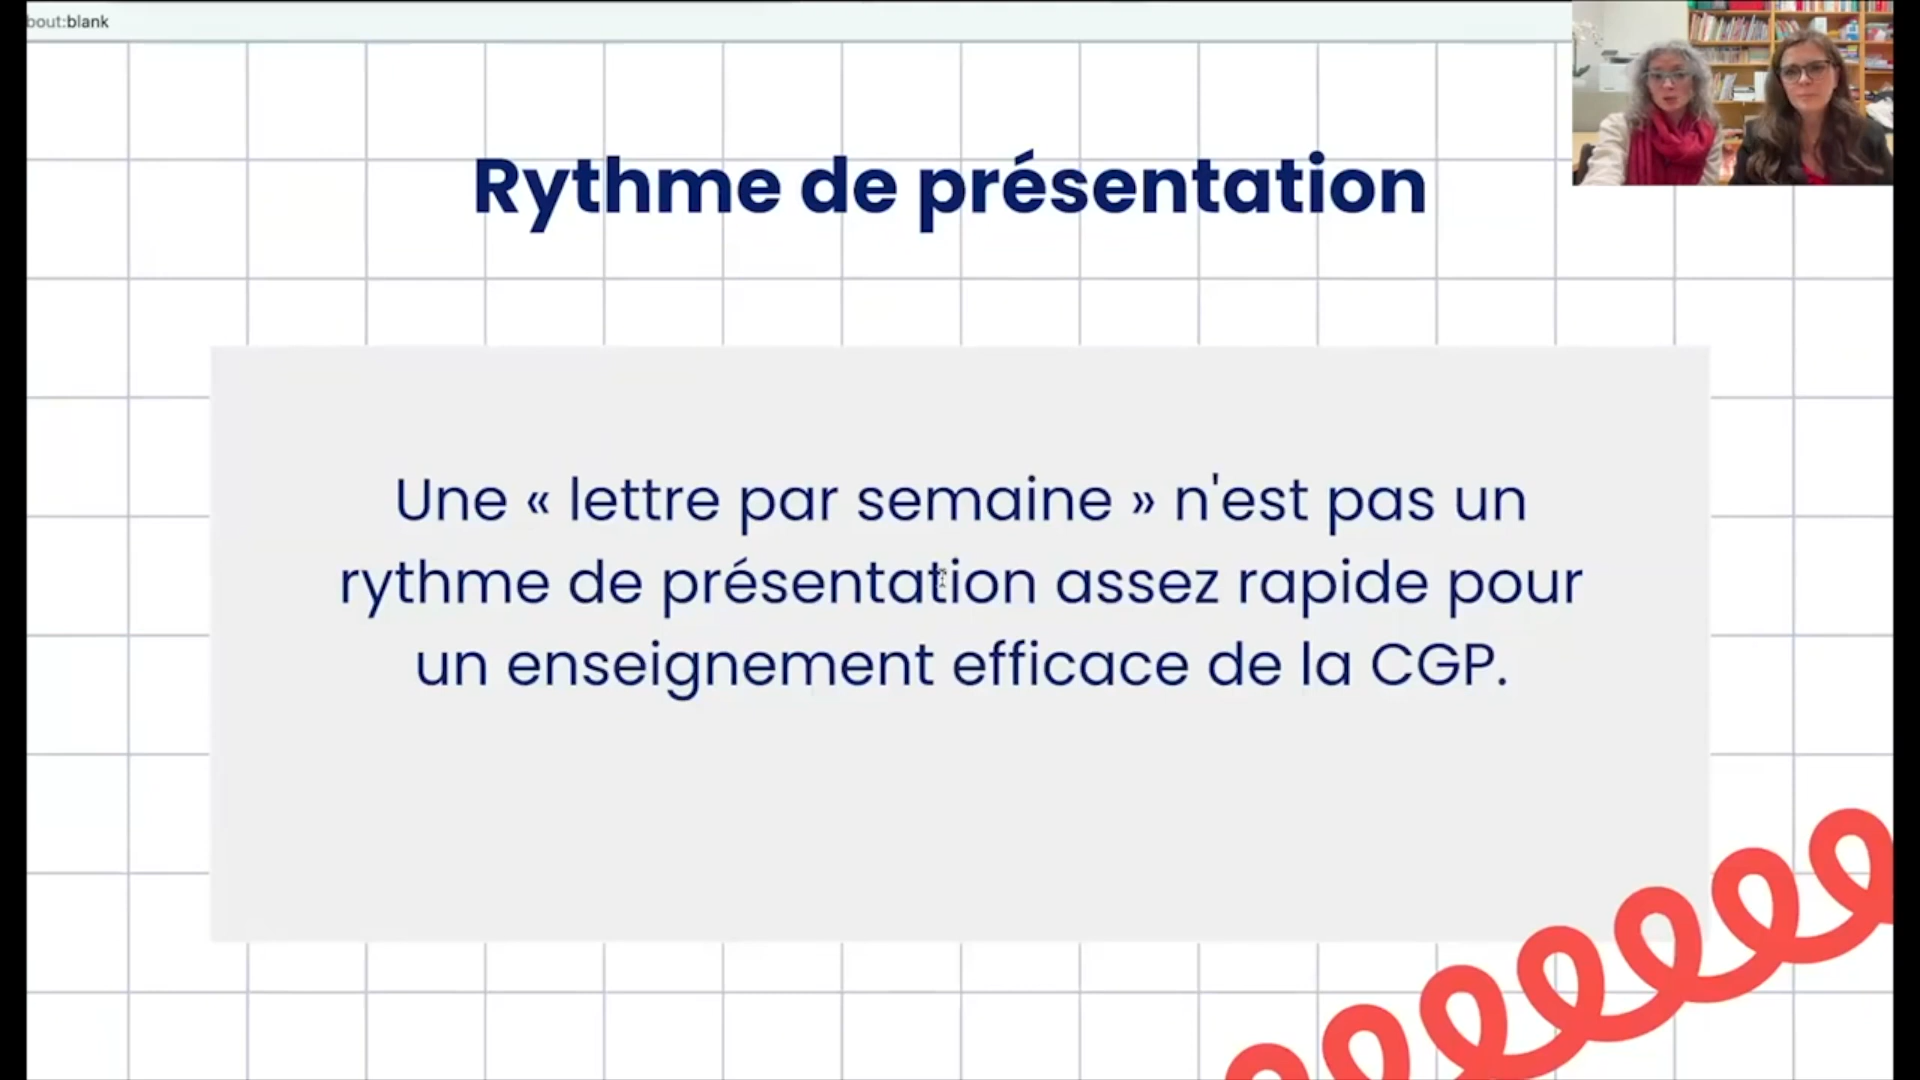 bout:blank
Rythme de présentation
Une « lettre par semaine » n'est pas un
rythme de présentation assez rapide pour
un enseignement efficace de la CGP.